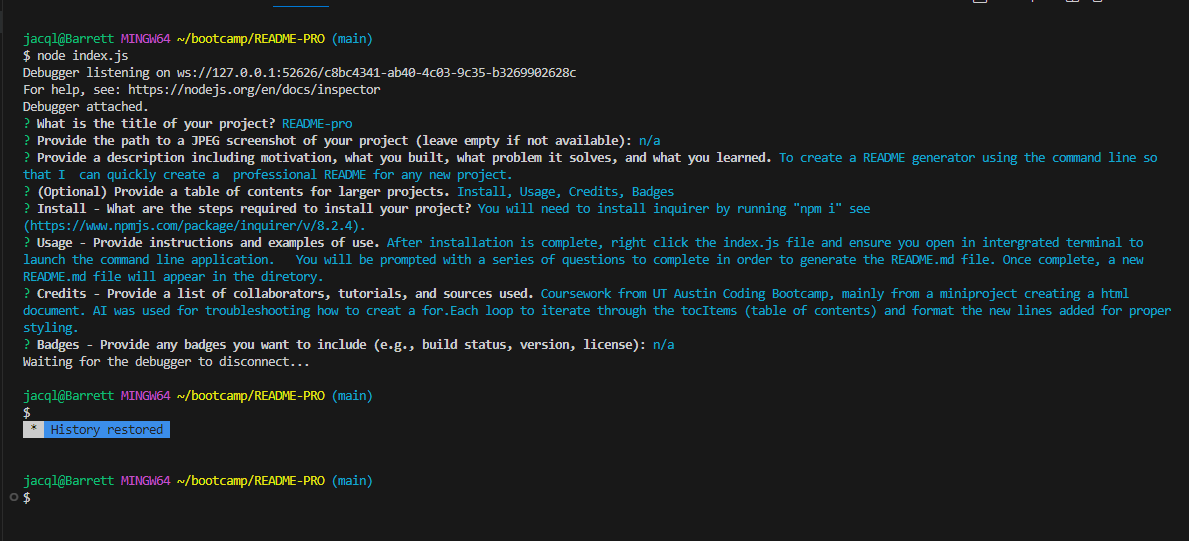 jacql@Barrett MINGW64 ~/bootcamp/README-PRO (main)
$ node index.js
Debugger listening on ws://127.0.0.1:52626/c8bc4341-ab40-4c03-9c35-b3269902628c
For help, see: https://nodejs.org/en/docs/inspector
Debugger attached.
? What is the title of your project? README-pro
? Provide the path to a JPEG screenshot of your project (leave empty if not available): n/a
? Provide a description including motivation, what you built, what problem it solves, and what you learned. To create a README generator using the command line so
that I  can quickly create a  professional README for any new project.
? (Optional) Provide a table of contents for larger projects. Install, Usage, Credits, Badges
? Install - What are the steps required to install your project? You will need to install inquirer by running "npm i" see
(https://www.npmjs.com/package/inquirer/v/8.2.4).
? Usage - Provide instructions and examples of use. After installation is complete, right click the index.js file and ensure you open in intergrated terminal to
launch the command line application.   You will be prompted with a series of questions to complete in order to generate the README.md file. Once complete, a new
README.md file will appear in the diretory.
? Credits - Provide a list of collaborators, tutorials, and sources used. Coursework from UT Austin Coding Bootcamp, mainly from a miniproject creating a html
document. AI was used for troubleshooting how to creat a for.Each loop to iterate through the tocItems (table of contents) and format the new lines added for proper
styling.
? Badges - Provide any badges you want to include (e.g., build status, version, license): n/a
Waiting for the debugger to disconnect...
jacql@Barrett MINGW64 ~/bootcamp/README-PRO (main)
$
* History restored
jacql@Barrett MINGW64 ~/bootcamp/README-PRO (main)
$